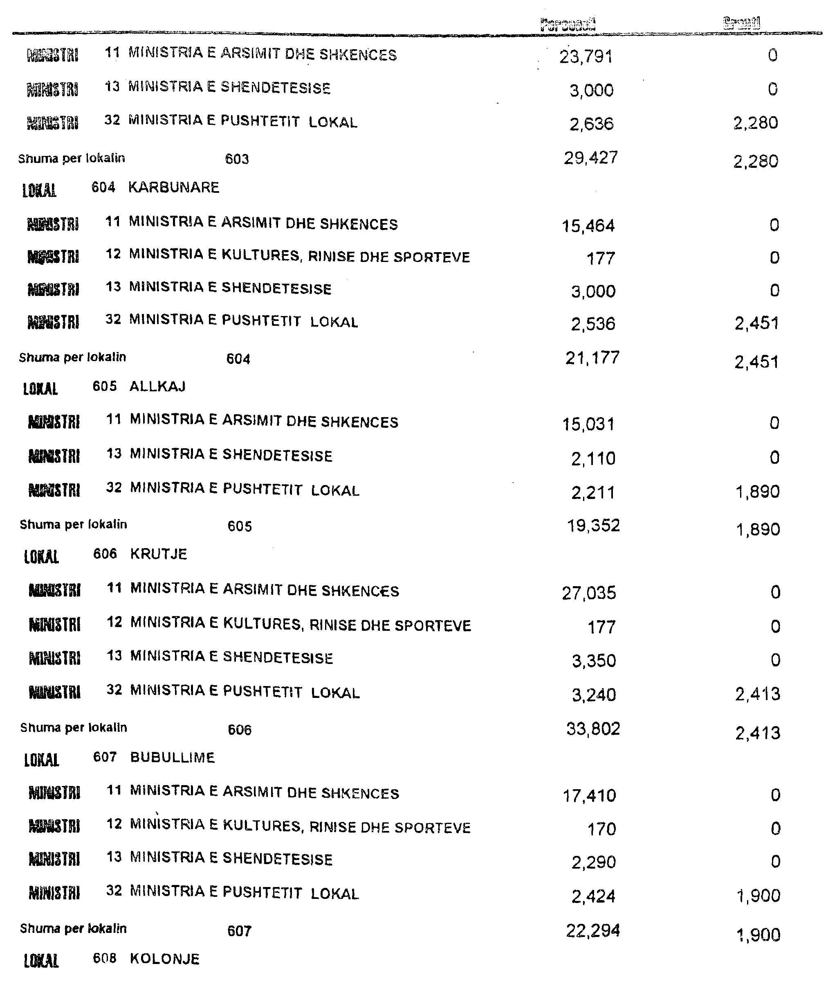 Personeli Granti
MINISTRI 11 MINISTRIA E ARSIMIT DHE SHKENCES 23,791 0
MINISTRI 13 MINISTRIA E SHENDETESISE 3,000 0
MINISTRI 32 MINISTRIA E PUSHTETIT LOKAL 2,636 2,280
Shuma per lokalin 603 29,427 2,280
LOKAL 604 KARBUNARE
MINISTRI 11 MINISTRIA E ARSIMIT DHE SHKENCES 15,464 0
MINISTRI 12 MINISTRIA E KULTURES, RINISE DHE SPORTEVE 177 0
MINISTRI 13 MINISTRIA E SHENDETESISE 3,000 0
MINISTRI 32 MINISTRIA E PUSHTETIT LOKAL 2,536 2,451
Shuma per lokalin 604 21,177 2,451
LOKAL 605 ALLKAJ
MINISTRI 11 MINISTRIA E ARSIMIT DHE SHKENCES 15,031 0
MINISTRI 13 MINISTRIA E SHENDETESISE 2,110 0
MINISTRI 32 MINISTRIA E PUSHTETIT LOKAL 2,211 1,890
Shuma per lokalin 605 19,352 1,890
LOKAL 606 KRUTJE
MINISTRI 11 MINISTRIA E ARSIMIT DHE SHKENCES 27,035 0
MINISTRI 12 MINISTRIA E KULTURES, RINISE DHE SPORTEVE 177 0
MINISTRI 13 MINISTRIA E SHENDETESISE 3,350 0
MINISTRI 32 MINISTRIA E PUSHTETIT LOKAL 3,240 2,413
Shuma per lokalin 606 33,802 2,413
LOKAL 607 BUBULLIME
MINISTRI 11 MINISTRIA E ARSIMIT DHE SHKENCES 17,410 0
MINISTRI 12 MINISTRIA E KULTURES, RINISE DHE SPORTEVE 170 0
MINISTRI 13 MINISTRIA E SHENDETESISE 2,290 0
MINISTRI 32 MINISTRIA E PUSHTETIT LOKAL 2,424 1,900
Shuma per lokalin 607 22,294 1,900
LOKAL 608 KOLONJE